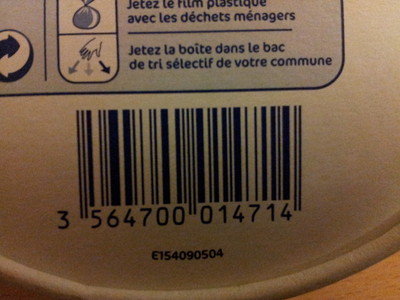 Jetez le film plastique
avec les déchets ménagers
Jetez la boîte dans le bac
de tri sélectif de votre commune
3 564700 014714
E154090504